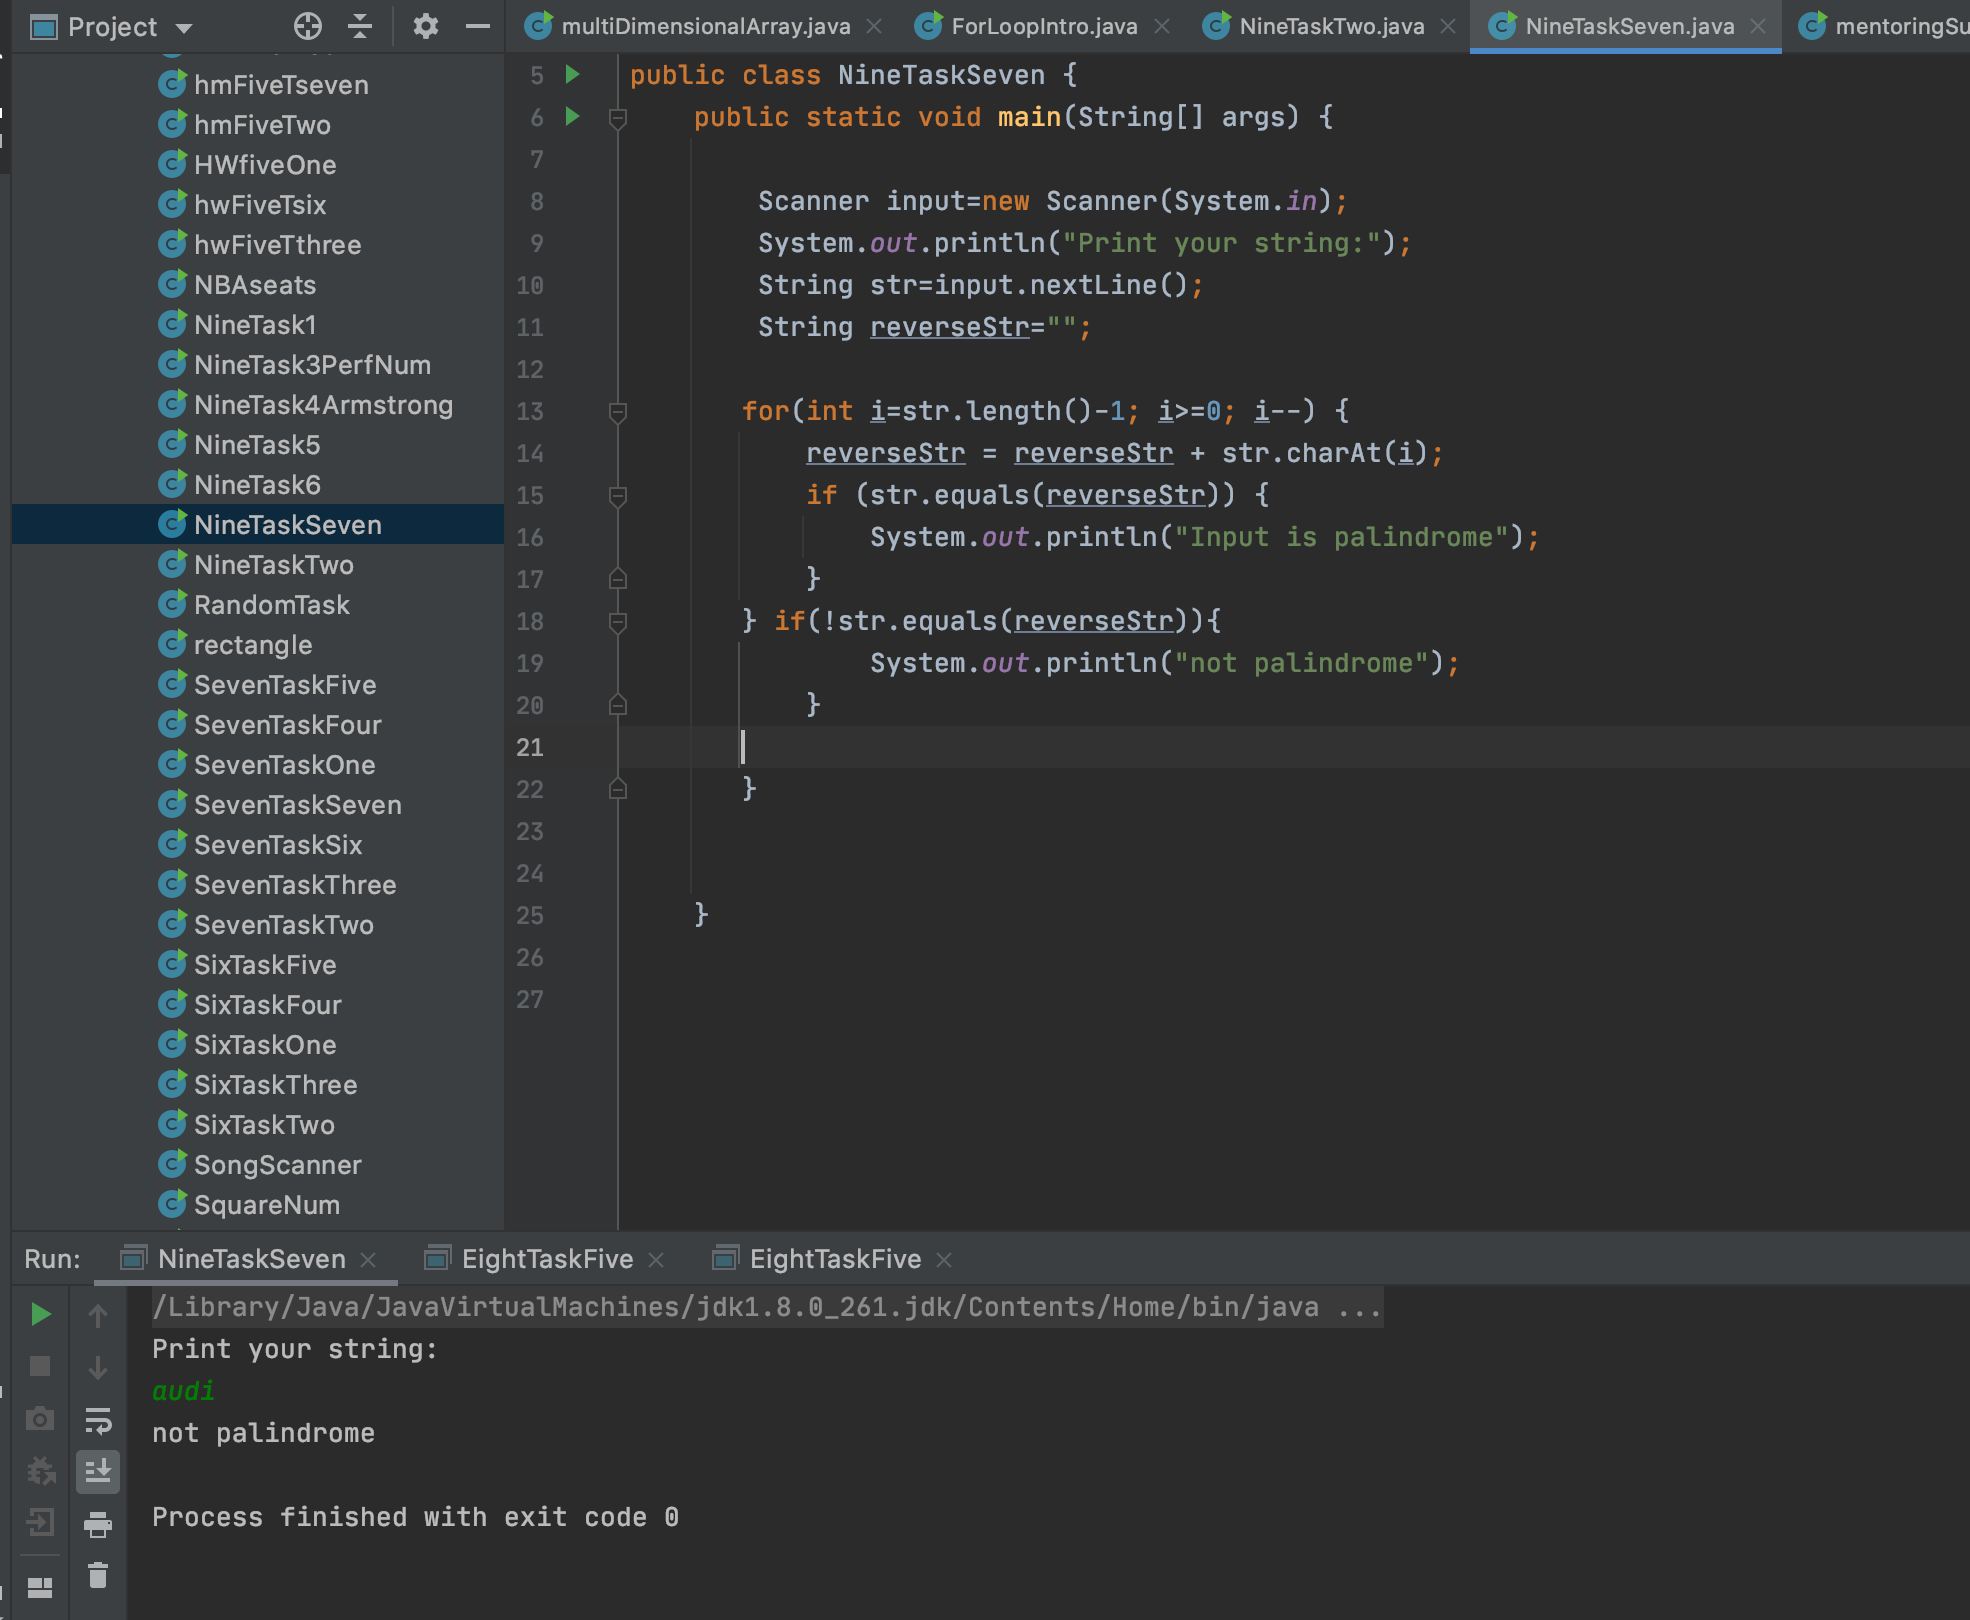 Project
multiDimensionalArray.java
ForLoopIntro.java
NineTaskTwo.java
NineTaskSeven.java
mentoringSu
hmFiveTseven
hmFiveTwo
HWfiveOne
hwFiveTsix
hwFiveTthree
NBAseats
NineTask1
NineTask3PerfNum
NineTask4Armstrong
NineTask5
NineTask6
NineTaskSeven
NineTaskTwo
RandomTask
rectangle
SevenTaskFive
SevenTaskFour
SevenTaskOne
SevenTaskSeven
SevenTaskSix
SevenTaskThree
SevenTaskTwo
SixTaskFive
SixTaskFour
SixTaskOne
SixTaskThree
SixTaskTwo
SongScanner
SquareNum
5 public class NineTaskSeven {
6 public static void main(String[] args) {
7
8 Scanner input=new Scanner(System.in);
9 System.out.println("Print your string:");
10 String str=input.nextLine();
11 String reverseStr="";
12
13 for(int i=str.length()-1; i>=0; i--) {
14 reverseStr = reverseStr + str.charAt(i);
15 if (str.equals(reverseStr)) {
16 System.out.println("Input is palindrome");
17 }
18 } if(!str.equals(reverseStr)){
19 System.out.println("not palindrome");
20 }
21
22 }
23
24
25 }
26
27
Run:
NineTaskSeven
EightTaskFive
EightTaskFive
/Library/Java/JavaVirtualMachines/jdk1.8.0_261.jdk/Contents/Home/bin/java ...
Print your string:
audi
not palindrome
Process finished with exit code 0